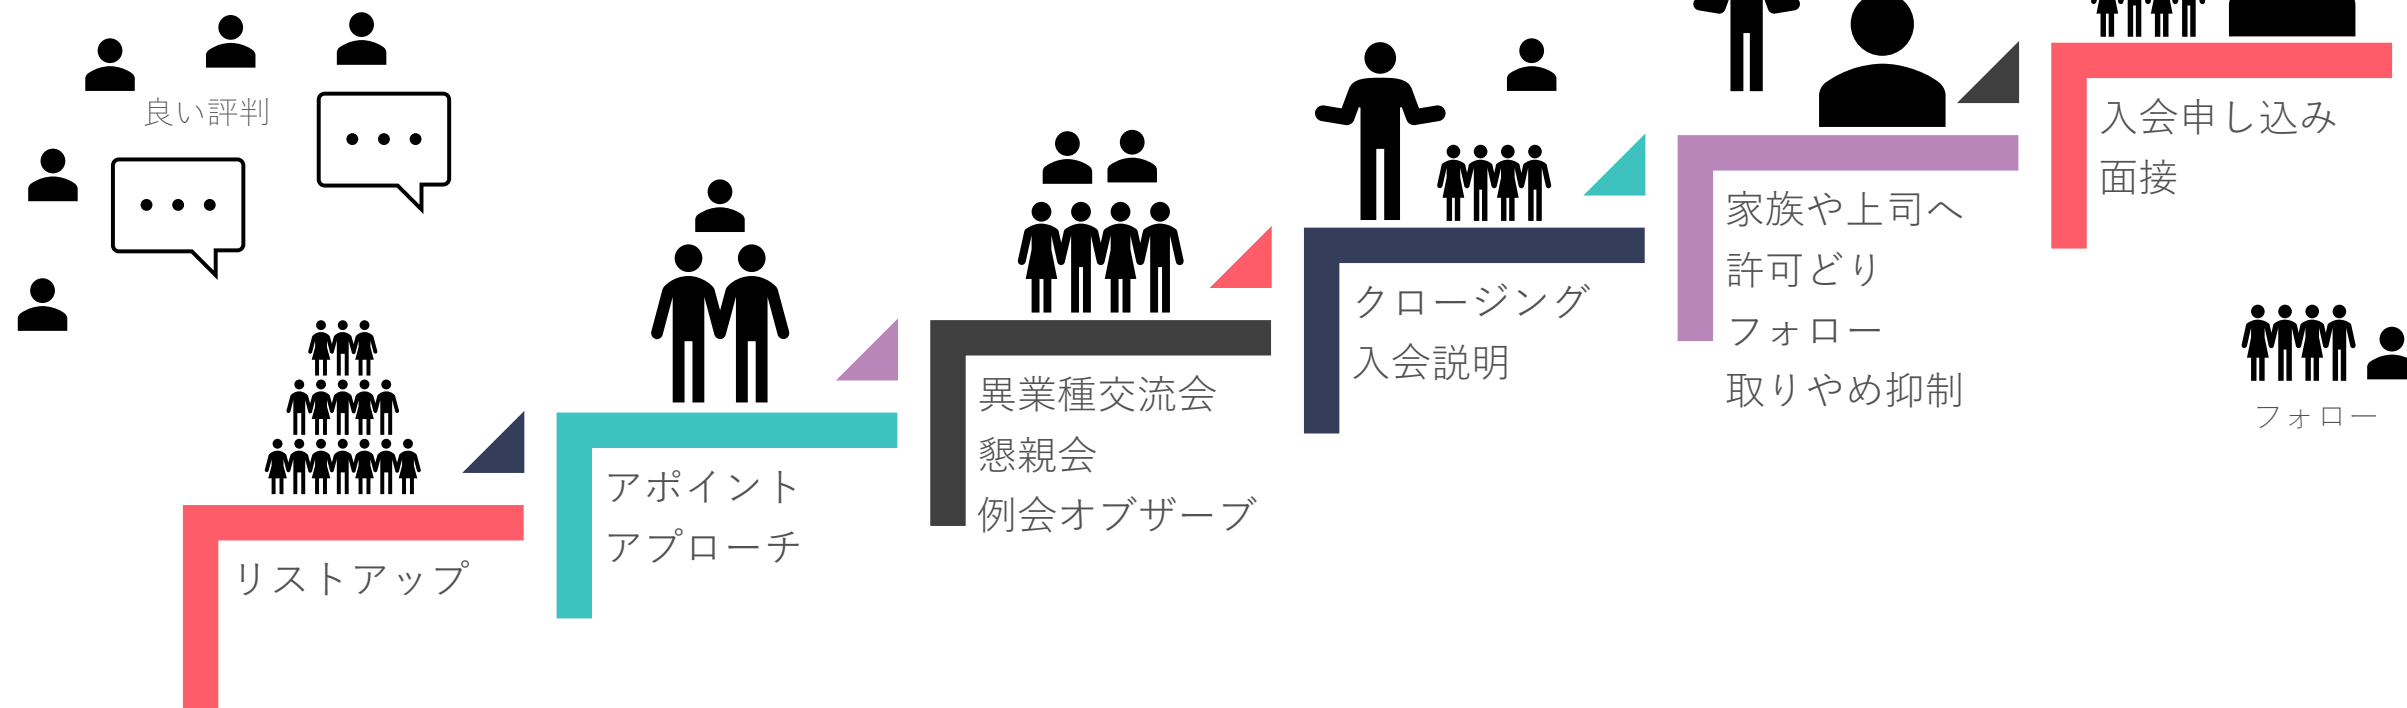 良い評判
リストアップ
アポイント
アプローチ
異業種交流会
懇親会
例会オブザーブ
クロージング
入会説明
家族や上司へ
許可どり
フォロー
取りやめ抑制
入会申し込み
面接
フォロー